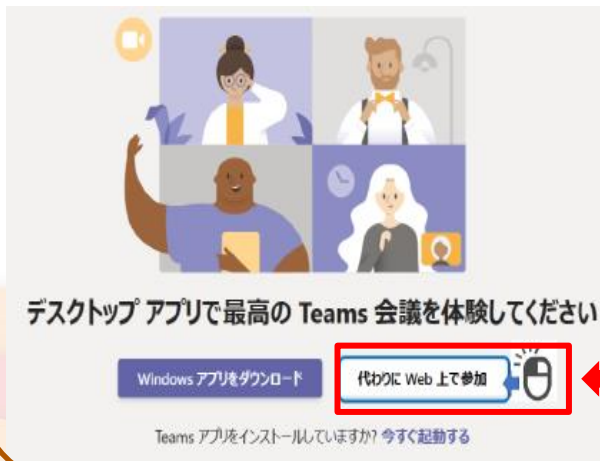 デスクトップ アプリで最高の Teams 会議を体験してください
Windows アプリをダウンロード
代わりに Web 上で参加
Teams アプリをインストールしていますか? 今すぐ起動する